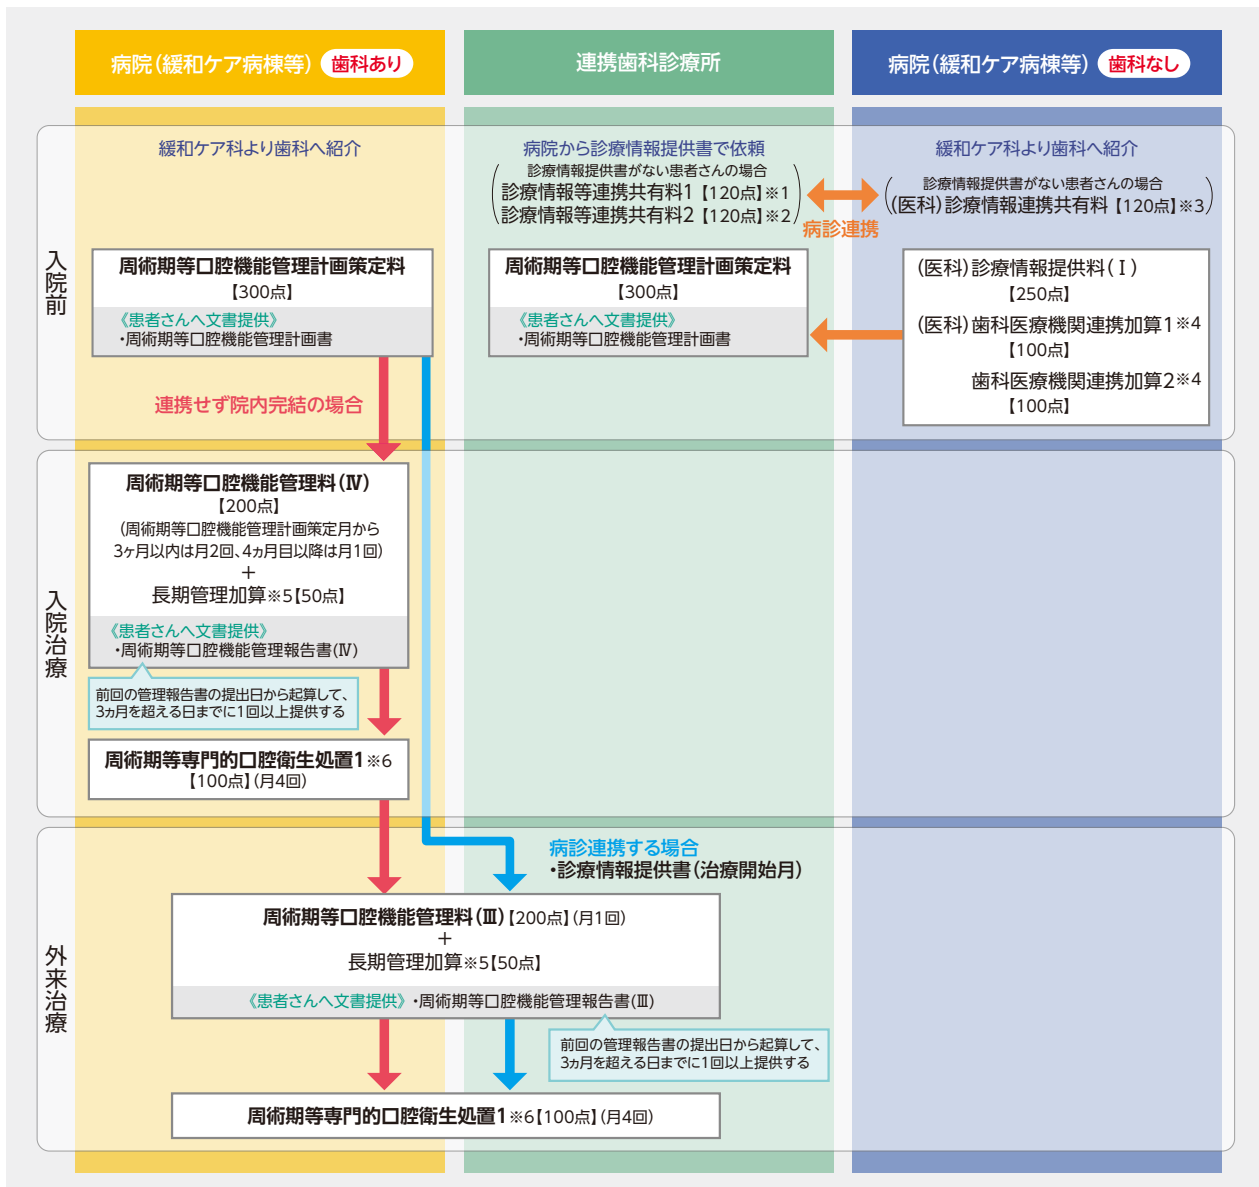 病院（緩和ケア病棟等） 歯科あり
連携歯科診療所
病院（緩和ケア病棟等） 歯科なし
入院前
緩和ケア科より歯科へ紹介
病院から診療情報提供書で依頼
診療情報提供書がない患者さんの場合
診療情報等連携共有料1【120点】※1
診療情報等連携共有料2【120点】※2
病診連携
緩和ケア科より歯科へ紹介
診療情報提供書がない患者さんの場合
（医科）診療情報連携共有料【120点】※3
周術期等口腔機能管理計画策定料
【300点】
《患者さんへ文書提供》
・周術期等口腔機能管理計画書
周術期等口腔機能管理計画策定料
【300点】
《患者さんへ文書提供》
・周術期等口腔機能管理計画書
（医科）診療情報提供料（Ⅰ）
【250点】
（医科）歯科医療機関連携加算1※4
【100点】
歯科医療機関連携加算2※4
【100点】
連携せず院内完結の場合
入院治療
周術期等口腔機能管理料（Ⅳ）
【200点】
（周術期等口腔機能管理計画策定月から
3ヶ月以内は月2回、4ヵ月目以降は月1回）
＋
長期管理加算※5【50点】
《患者さんへ文書提供》
・周術期等口腔機能管理報告書(Ⅳ)
前回の管理報告書の提出日から起算して、
3ヵ月を超える日までに1回以上提供する
周術期等専門的口腔衛生処置1※6
【100点】（月4回）
外来治療
病診連携する場合
・診療情報提供書（治療開始月）
周術期等口腔機能管理料（Ⅲ）【200点】（月1回）
＋
長期管理加算※5【50点】
《患者さんへ文書提供》・周術期等口腔機能管理報告書(Ⅲ)
前回の管理報告書の提出日から起算して、
3ヵ月を超える日までに1回以上提供する
周術期等専門的口腔衛生処置1※6【100点】（月4回）